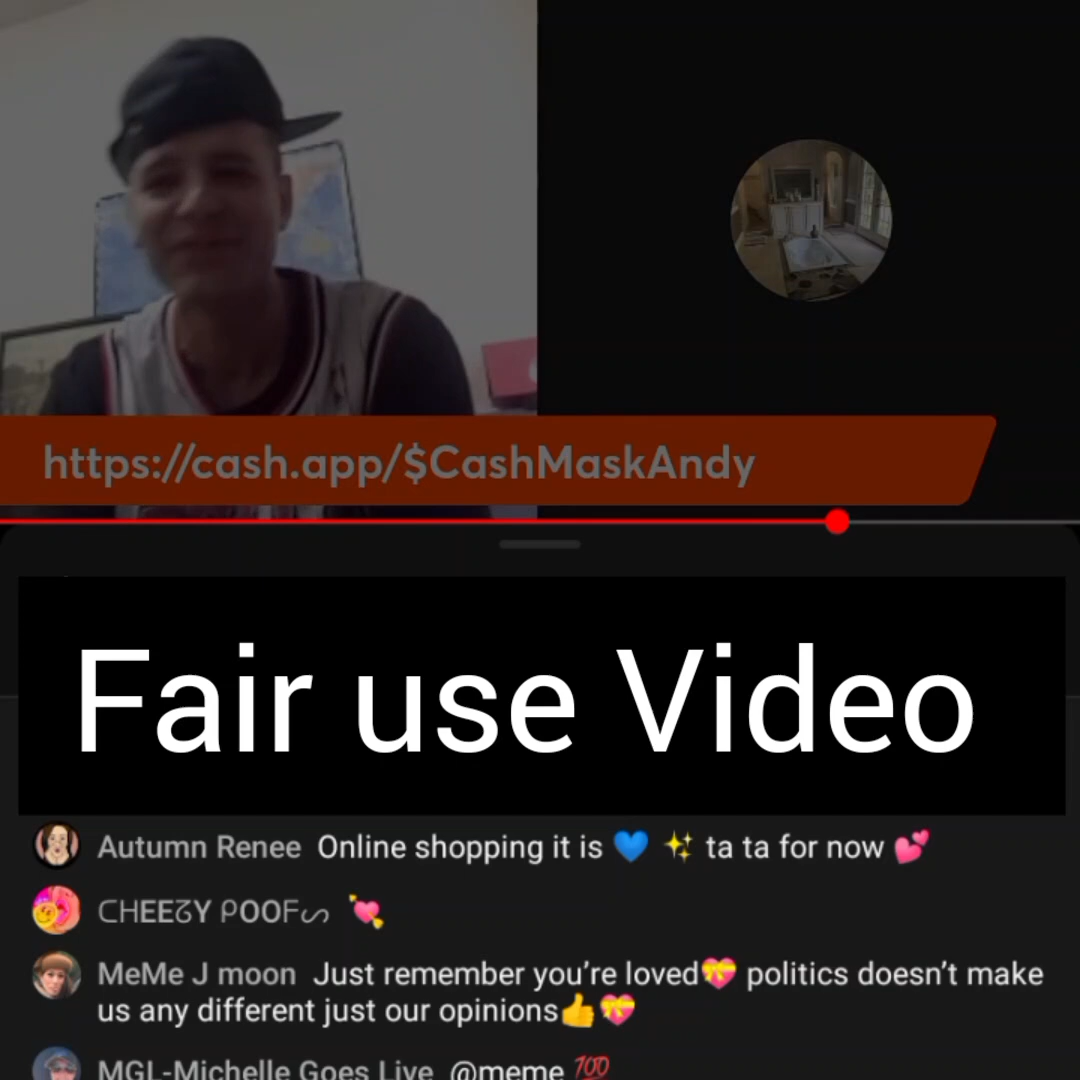 https://cash.app/$CashMaskAndy
Fair use Video
Autumn Renee Online shopping it is 💙 ✨ ta ta for now 💕
ᑕHEEᘔY ᑭOOFᔕ 💘
MeMe J moon Just remember you’re loved💝 politics doesn’t make
us any different just our opinions👍💝
MGL-Michelle Goes Live @meme 💯